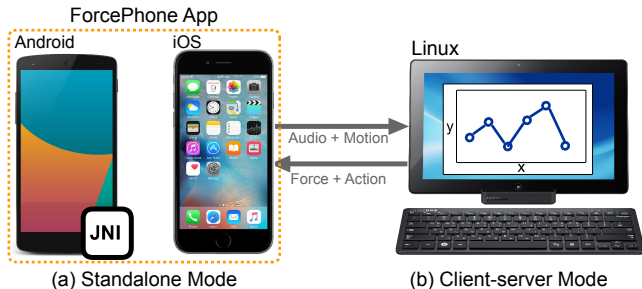 ForcePhone App
Android
iOS
Linux
JNI
Audio + Motion
Force + Action
y
x
(a) Standalone Mode
(b) Client-server Mode